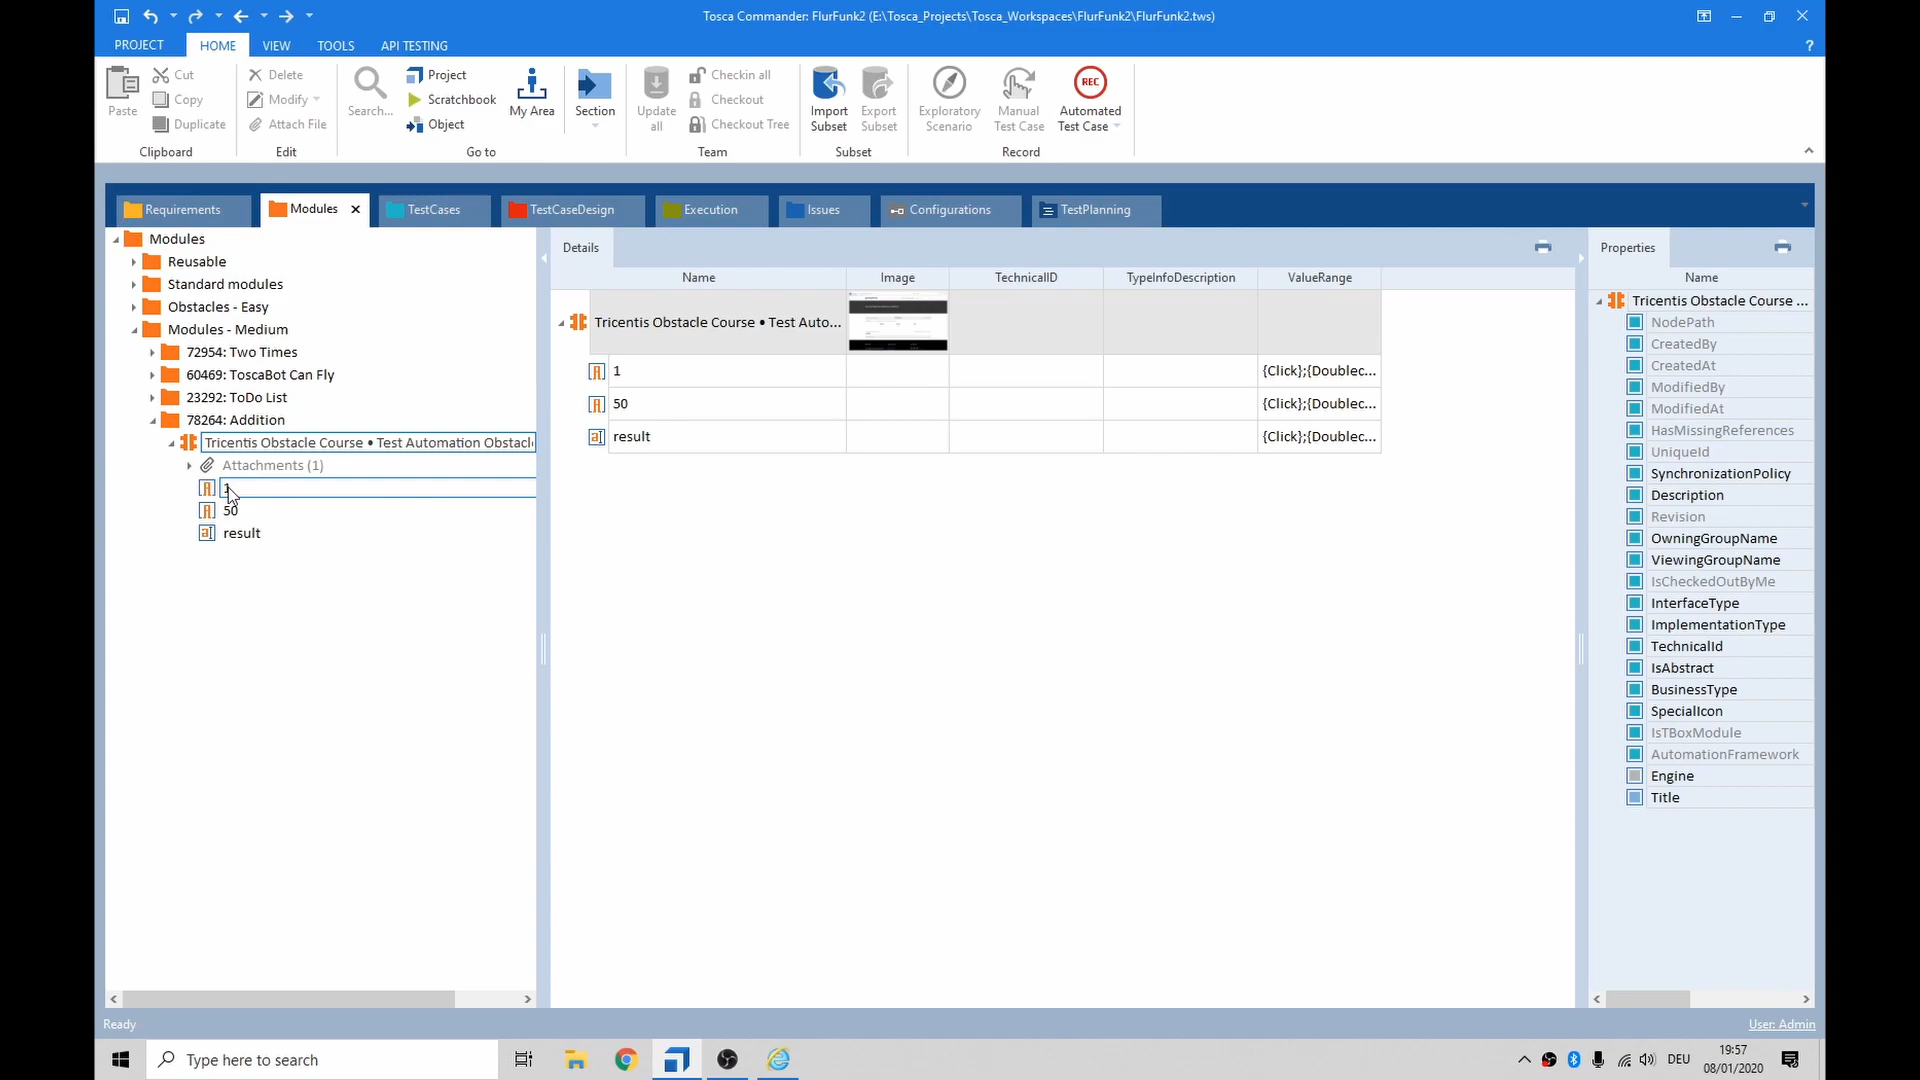 Tosca Commander: FlurFunk2 (E:\Tosca_Projects\Tosca_Workspaces\FlurFunk2\FlurFunk2.tws)
PROJECT HOME VIEW TOOLS API TESTING ?
Paste
Cut
Copy
Duplicate
Clipboard
Delete
Modify
Attach File
Edit
Search...
Project
Scratchbook
Object
My Area
Go to
Section
Update all
Checkin all
Checkout
Checkout Tree
Team
Import Subset
Export Subset
Subset
Exploratory Scenario
Manual Test Case
REC
Automated Test Case
Record
Requirements Modules TestCases TestCaseDesign Execution Issues Configurations TestPlanning
Modules
Reusable
Standard modules
Obstacles - Easy
Modules - Medium
72954: Two Times
60469: ToscaBot Can Fly
23292: ToDo List
78264: Addition
Tricentis Obstacle Course • Test Automation Obstacl
Attachments (1)
1
50
result
Details
Name Image TechnicalID TypeInfoDescription ValueRange
Tricentis Obstacle Course • Test Auto...
1 {Click};{Doublec...
50 {Click};{Doublec...
result {Click};{Doublec...
Properties
Name
Tricentis Obstacle Course ...
NodePath
CreatedBy
CreatedAt
ModifiedBy
ModifiedAt
HasMissingReferences
UniqueId
SynchronizationPolicy
Description
Revision
OwningGroupName
ViewingGroupName
IsCheckedOutByMe
InterfaceType
ImplementationType
TechnicalId
IsAbstract
BusinessType
SpecialIcon
IsTBoxModule
AutomationFramework
Engine
Title
Ready
User: Admin
Type here to search
DEU
19:57
08/01/2020